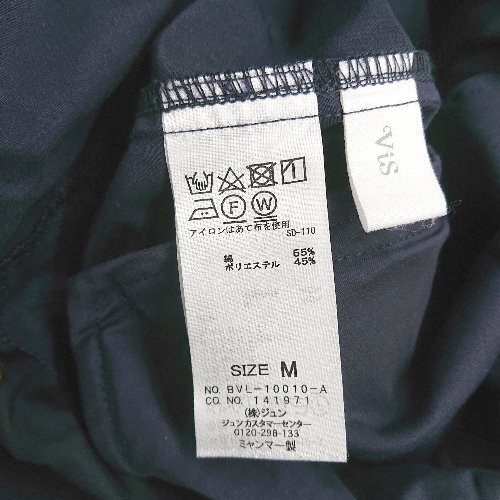 ViS
アイロンはあて布を使用
SD-110
綿 55%
ポリエステル 45%
SIZE M
NO. BVL-10010-A
CO. NO. 141971
(株)ジュン
ジュンカスタマーセンター
0120-298-133
ミャンマー製